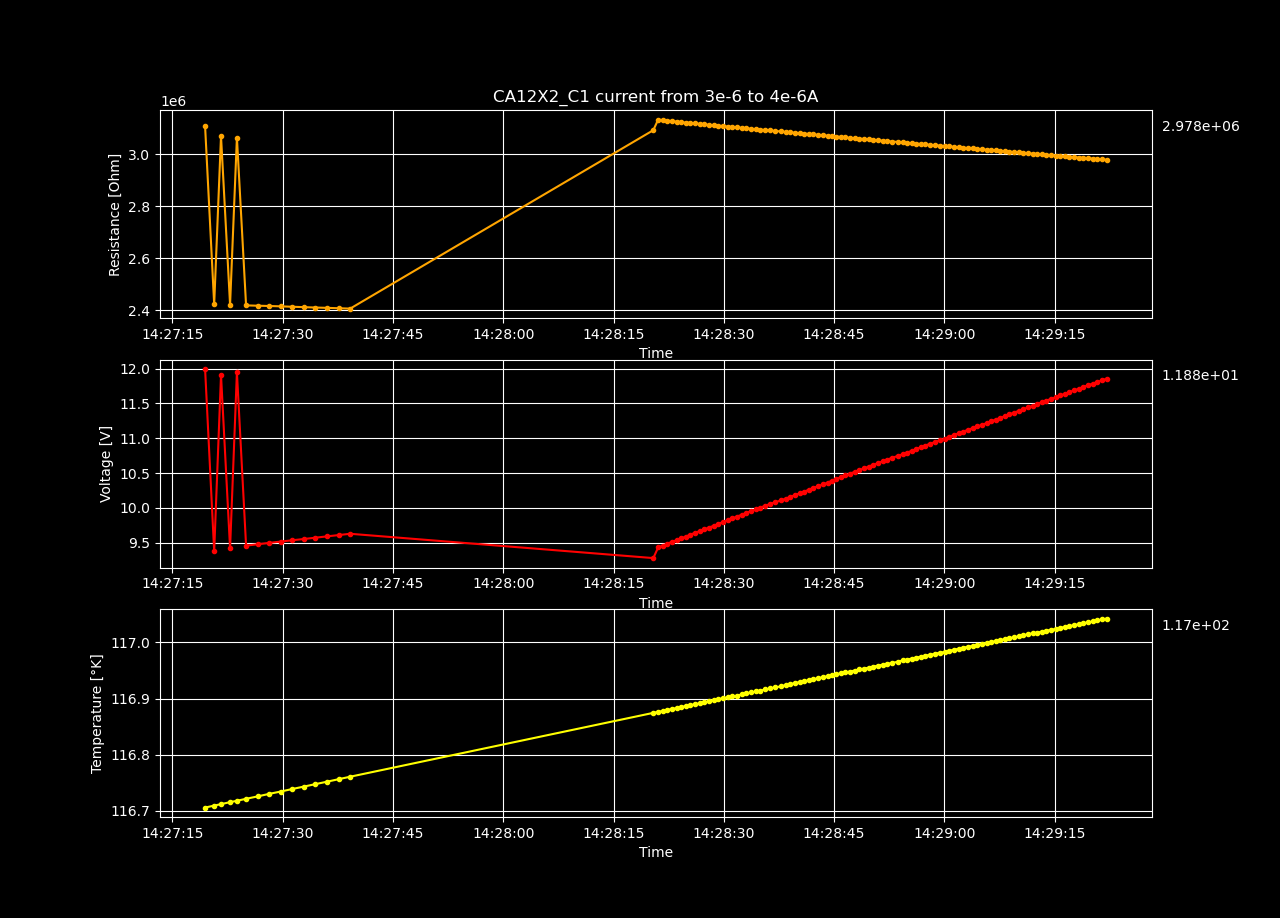 CA12X2_C1 current from 3e-6 to 4e-6A
1e6
2.978e+06
Resistance [Ohm]
3.0
2.8
2.6
2.4
14:27:15 14:27:30 14:27:45 14:28:00 14:28:15 14:28:30 14:28:45 14:29:00 14:29:15
Time
1.188e+01
Voltage [V]
12.0
11.5
11.0
10.5
10.0
9.5
14:27:15 14:27:30 14:27:45 14:28:00 14:28:15 14:28:30 14:28:45 14:29:00 14:29:15
Time
1.17e+02
Temperature [°K]
117.0
116.9
116.8
116.7
14:27:15 14:27:30 14:27:45 14:28:00 14:28:15 14:28:30 14:28:45 14:29:00 14:29:15
Time